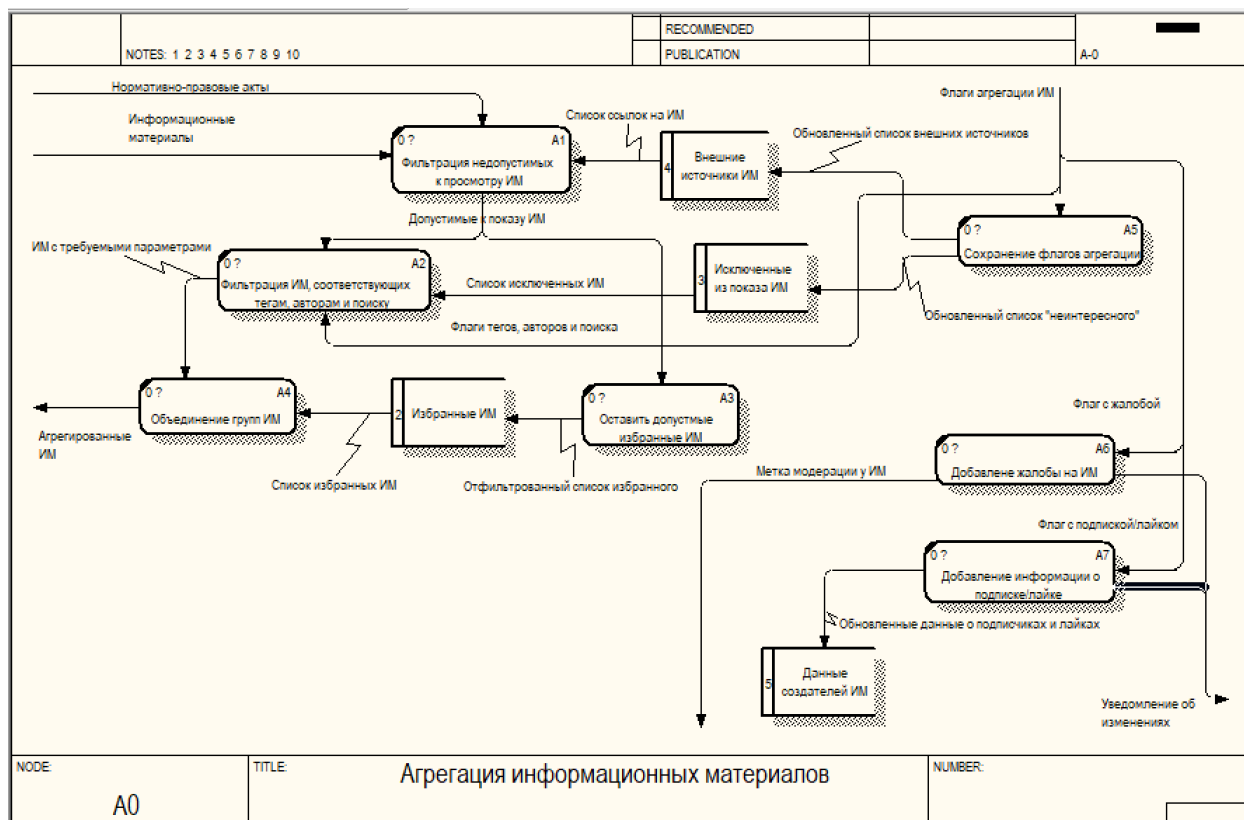 RECOMMENDED
NOTES: 1 2 3 4 5 6 7 8 9 10
PUBLICATION
A-0
Нормативно-правовые акты
Информационные
материалы
Список ссылок на ИМ
Флаги агрегации ИМ
Обновленный список внешних источников
0 ?
A1
Фильтрация недопустимых
к просмотру ИМ
4
Внешние
источники ИМ
Допустимые к показу ИМ
0 ?
A5
Сохранение флагов агрегации
ИМ с требуемыми параметрами
0 ?
A2
Фильтрация ИМ, соответствующих
тегам, авторам и поиску
Список исключенных ИМ
3
Исключенные
из показа ИМ
Обновленный список "неинтересного"
Флаги тегов, авторов и поиска
0 ?
A4
Объединение групп ИМ
2
Избранные ИМ
0 ?
A3
Оставить допустмые
избранные ИМ
Флаг с жалобой
Агрегированные
ИМ
Список избранных ИМ
Отфильтрованный список избранного
Метка модерации у ИМ
0 ?
A6
Добавлене жалобы на ИМ
Флаг с подпиской/лайком
0 ?
A7
Добавление информации о
подписке/лайке
Обновленные данные о подписчиках и лайках
5
Данные
создателей ИМ
Уведомление об
изменениях
NODE:
A0
TITLE:
Агрегация информационных материалов
NUMBER: